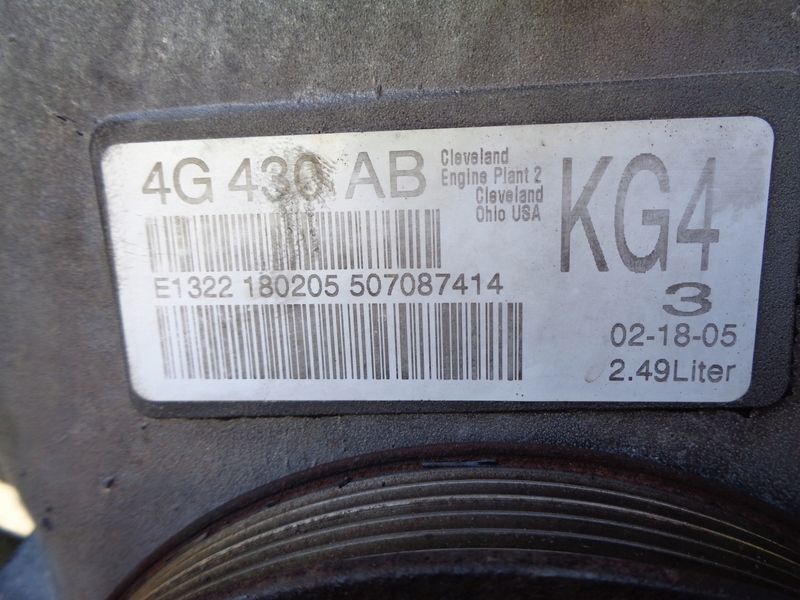 4G 430 AB
Cleveland
Engine Plant 2
Cleveland
Ohio USA
KG4
E1322 180205 507087414
3
02-18-05
2.49Liter